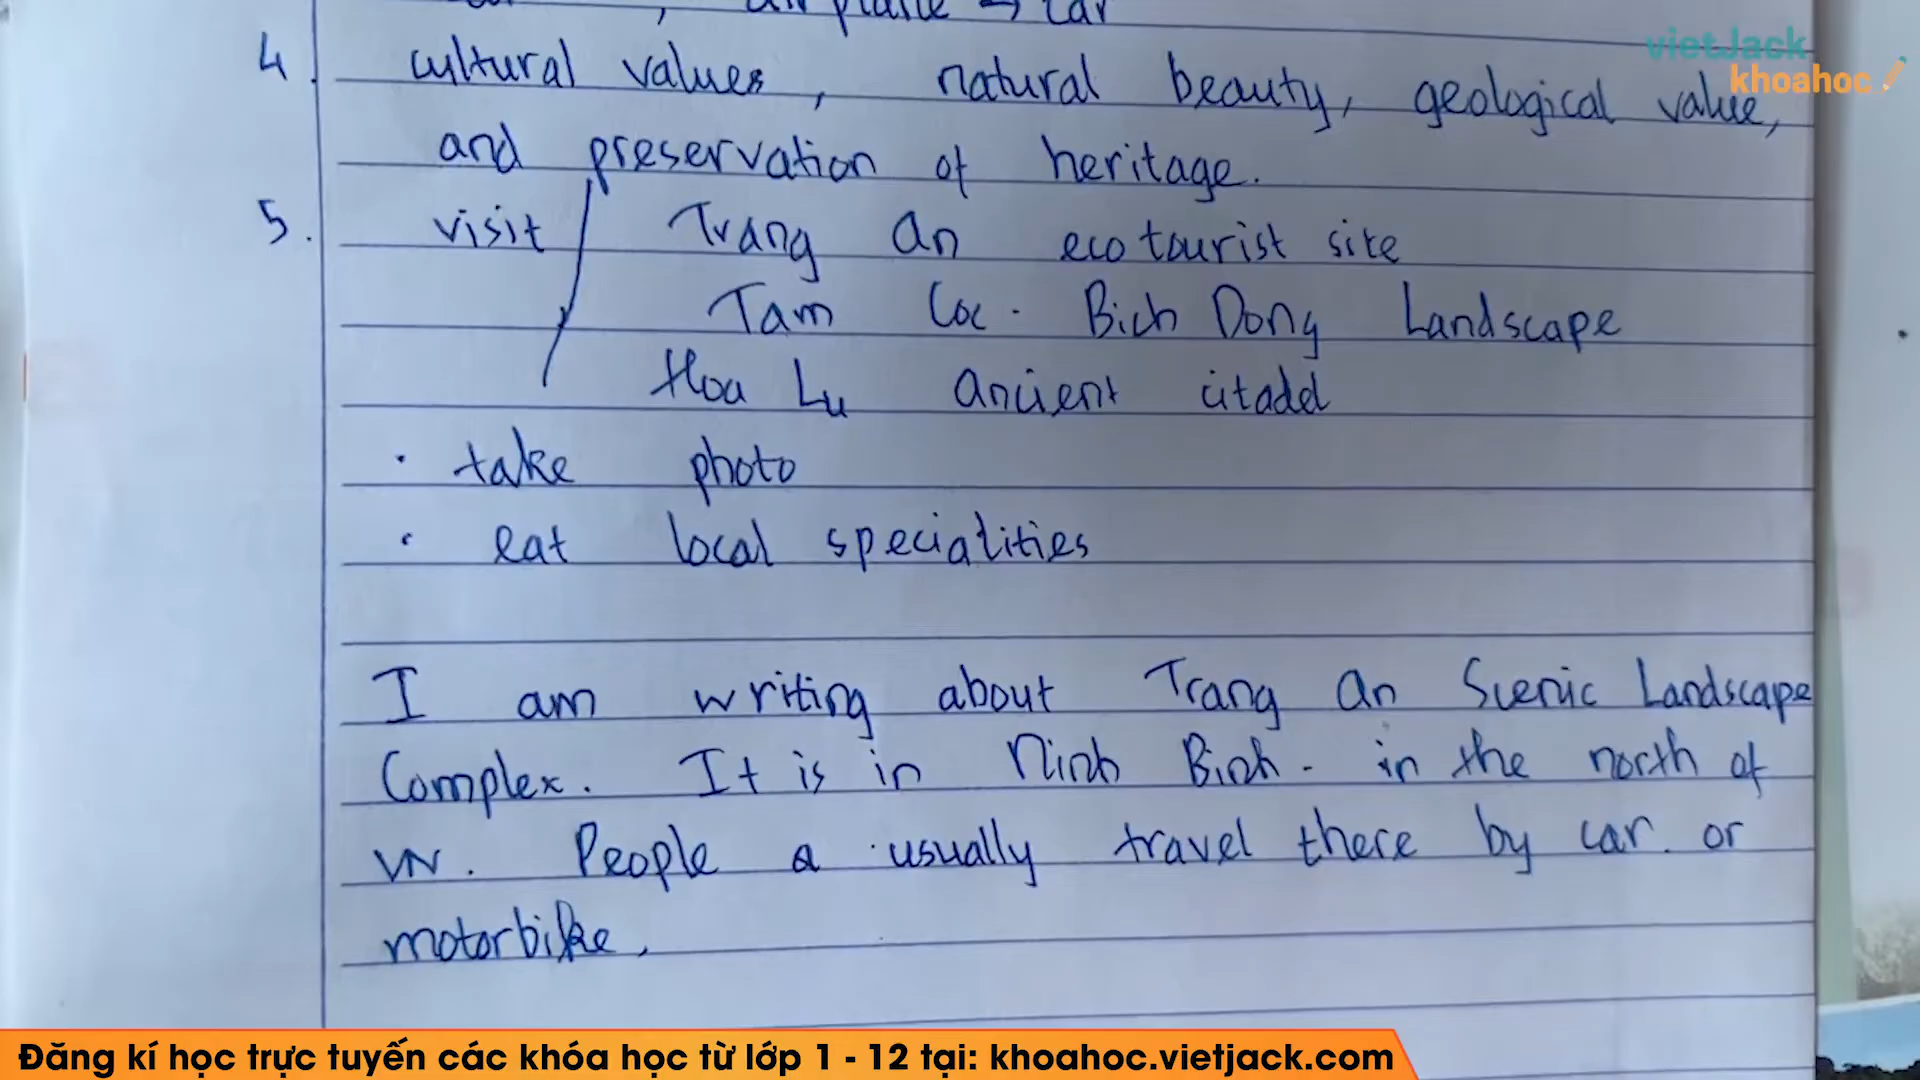 , airplane → car
vietJack
khoahoc
4. cultural values, natural beauty, geological value,
and preservation of heritage.
5. visit / Trang An ecotourist site
Tam Coc. Bich Dong Landscape
Hoa Lu Ancient citadel
• take photo
• eat local specialities
I am writing about Trang An Scenic Landscape
Complex. It is in Ninh Binh. in the north of
VN. People a usually travel there by car. or
motorbike.
Đăng kí học trực tuyến các khóa học từ lớp 1 - 12 tại: khoahoc.vietjack.com